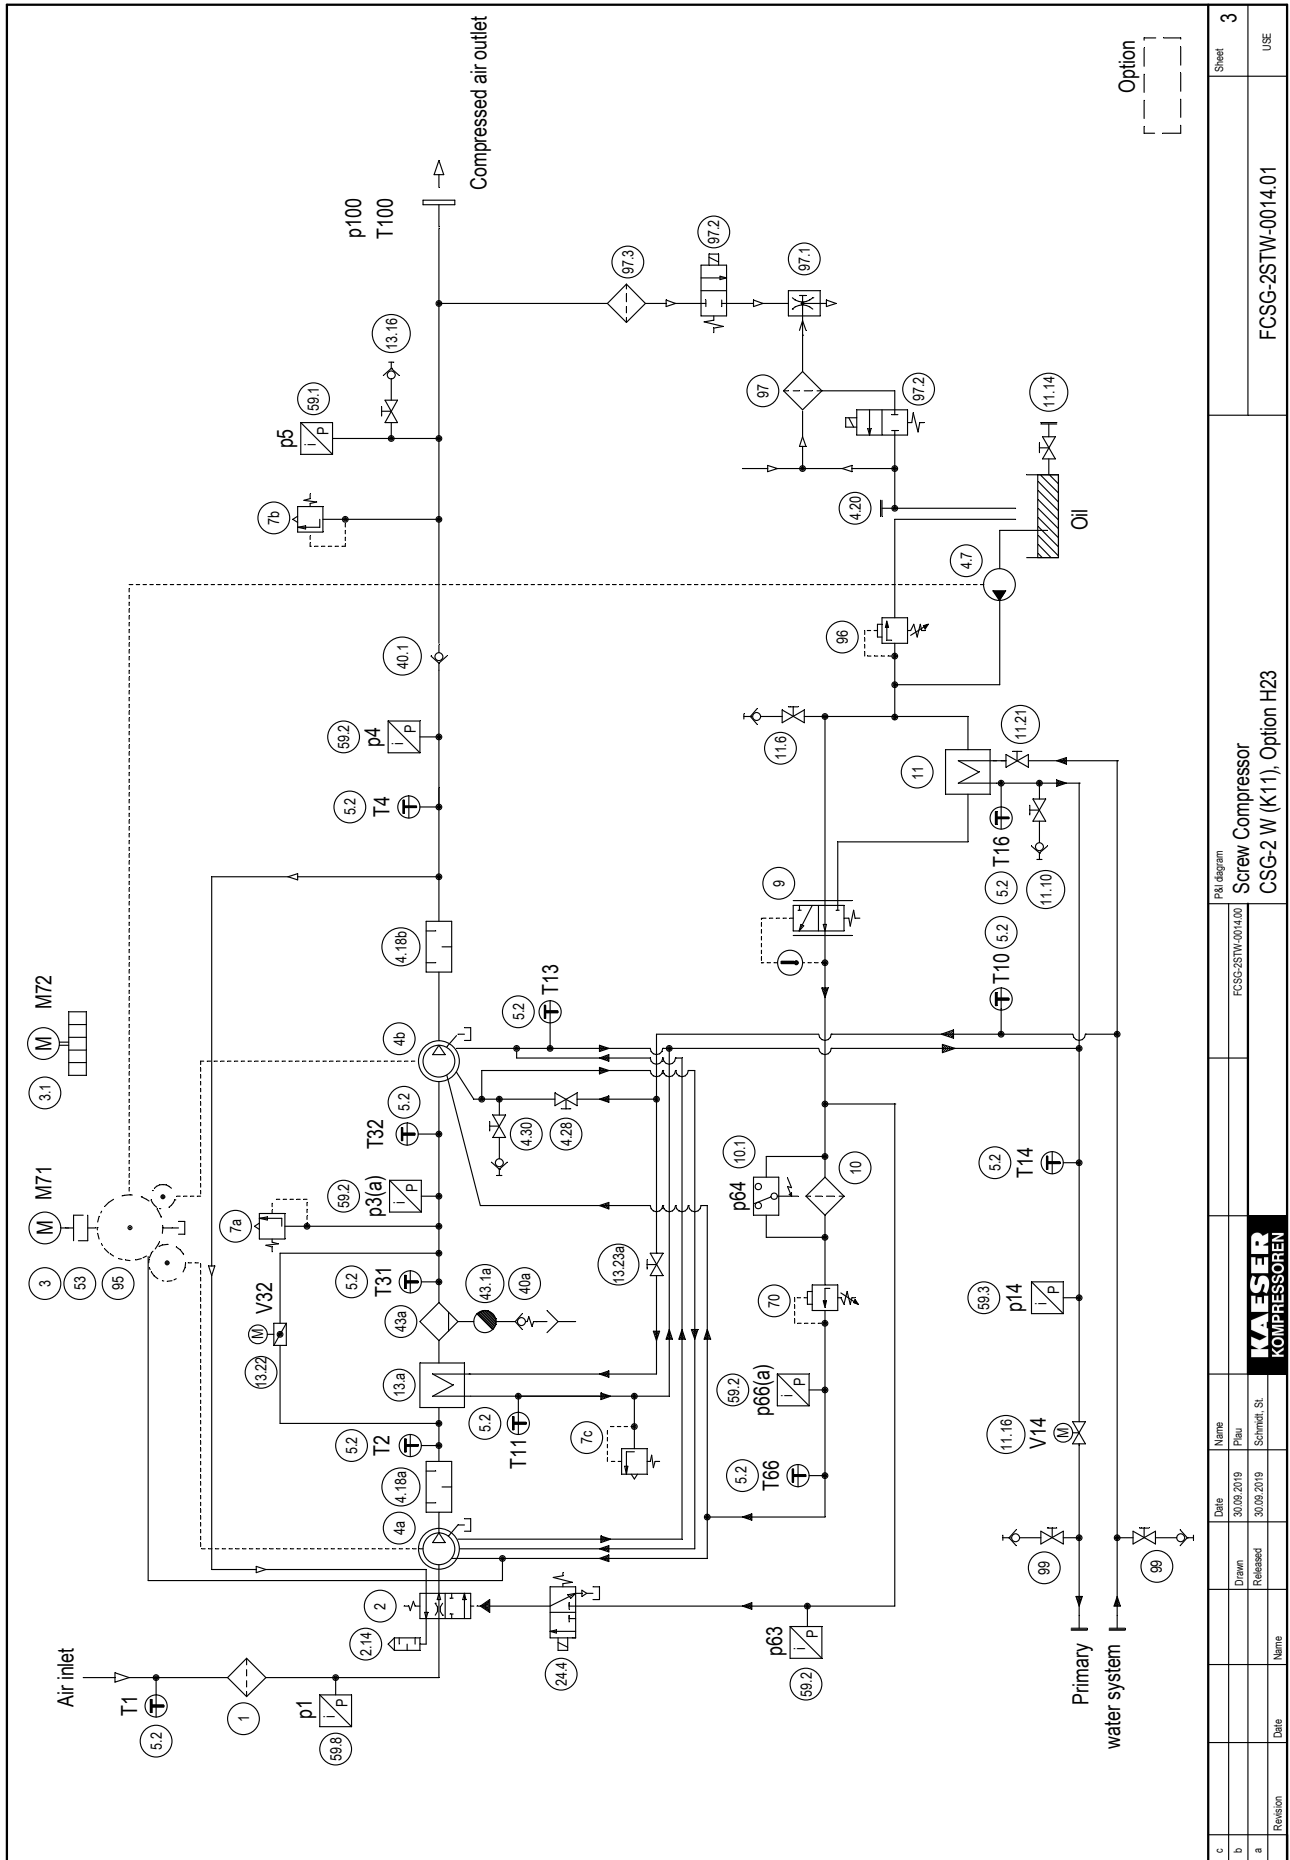 Air inlet
T1
5.2
1
p1
59.8
2.14
2
24.4
p63
59.2
4a
4.18a
T2
5.2
13.22
V32
M
13.a
43a
T31
5.2
43.1a
40a
T11
5.2
7c
7a
3
53
95
M
M71
3.1
M
M72
59.2
p3(a)
T32
5.2
4b
4.30
4.28
5.2
T13
13.23a
4.18b
5.2
T4
59.2
p4
40.1
7b
p5
59.1
13.16
p100
T100
Compressed air outlet
97.3
97.2
97.1
97
97.2
4.20
11.14
Oil
4.7
96
11.6
11
11.21
9
T16
5.2
11.10
T10
5.2
10.1
p64
10
70
59.2
p66(a)
5.2
T66
5.2
T14
59.3
p14
11.16
V14
M
99
99
Primary
water system
Option
c
b
a
Revision
Date
Name
Drawn
Released
Date
30.09.2019
30.09.2019
Name
Plau
Schmidt, St.
KAESER
KOMPRESSOREN
FCSG-2STW-0014.00
P&I diagram
Screw Compressor
CSG-2 W (K11), Option H23
FCSG-2STW-0014.01
Sheet
3
USE